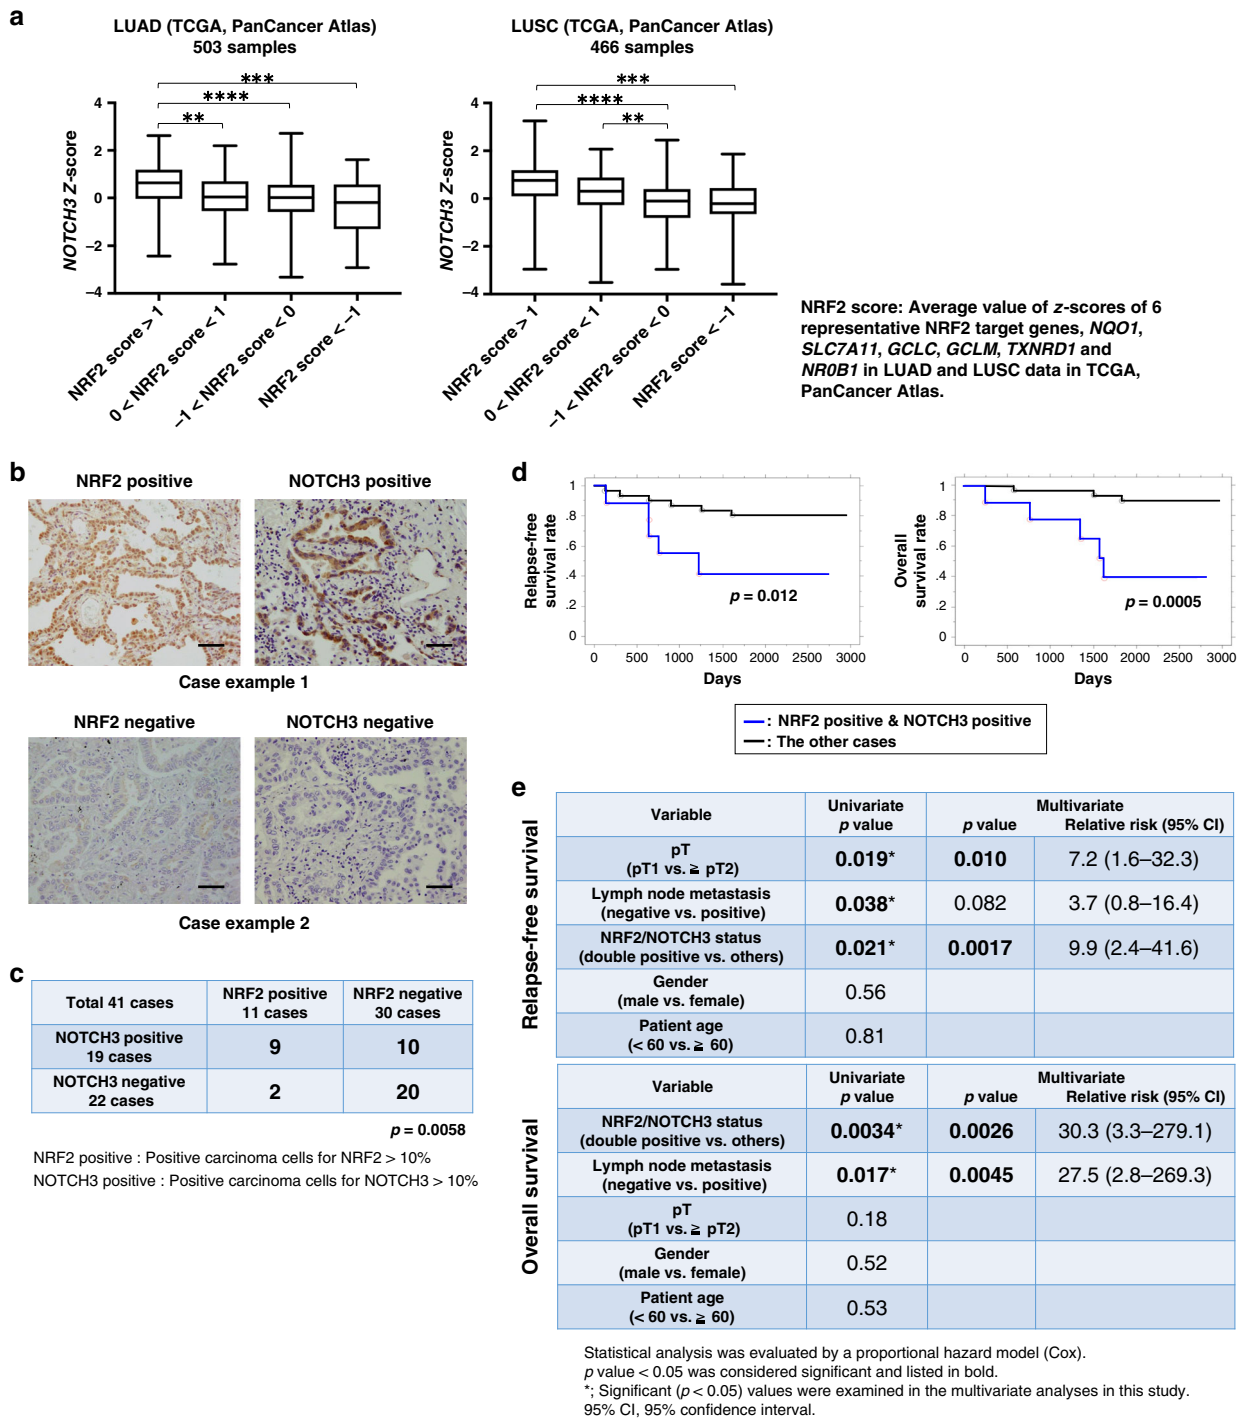 a
LUAD (TCGA, PanCancer Atlas)
503 samples
***
****
**
4
2
0
−2
−4
NOTCH3 Z-score
NRF2 score > 1
0 < NRF2 score < 1
−1 < NRF2 score < 0
NRF2 score < −1
LUSC (TCGA, PanCancer Atlas)
466 samples
***
****
**
4
2
0
−2
−4
NOTCH3 Z-score
NRF2 score > 1
0 < NRF2 score < 1
−1 < NRF2 score < 0
NRF2 score < −1
NRF2 score: Average value of z-scores of 6
representative NRF2 target genes, NQO1,
SLC7A11, GCLC, GCLM, TXNRD1 and
NR0B1 in LUAD and LUSC data in TCGA,
PanCancer Atlas.
b
NRF2 positive
NOTCH3 positive
Case example 1
NRF2 negative
NOTCH3 negative
Case example 2
c
Total 41 cases
NRF2 positive
11 cases
NRF2 negative
30 cases
NOTCH3 positive
19 cases
9
10
NOTCH3 negative
22 cases
2
20
p = 0.0058
NRF2 positive : Positive carcinoma cells for NRF2 > 10%
NOTCH3 positive : Positive carcinoma cells for NOTCH3 > 10%
d
Relapse-free
survival rate
1
.8
.6
.4
.2
0
p = 0.012
0 500 1000 1500 2000 2500 3000
Days
Overall
survival rate
1
.8
.6
.4
.2
0
p = 0.0005
0 500 1000 1500 2000 2500 3000
Days
: NRF2 positive & NOTCH3 positive
: The other cases
e
Relapse-free survival
Variable
Univariate
p value
Multivariate
p value Relative risk (95% CI)
pT
(pT1 vs. ≧ pT2)
0.019* 0.010 7.2 (1.6–32.3)
Lymph node metastasis
(negative vs. positive)
0.038* 0.082 3.7 (0.8–16.4)
NRF2/NOTCH3 status
(double positive vs. others)
0.021* 0.0017 9.9 (2.4–41.6)
Gender
(male vs. female)
0.56
Patient age
(< 60 vs. ≧ 60)
0.81
Overall survival
Variable
Univariate
p value
Multivariate
p value Relative risk (95% CI)
NRF2/NOTCH3 status
(double positive vs. others)
0.0034* 0.0026 30.3 (3.3–279.1)
Lymph node metastasis
(negative vs. positive)
0.017* 0.0045 27.5 (2.8–269.3)
pT
(pT1 vs. ≧ pT2)
0.18
Gender
(male vs. female)
0.52
Patient age
(< 60 vs. ≧ 60)
0.53
Statistical analysis was evaluated by a proportional hazard model (Cox).
p value < 0.05 was considered significant and listed in bold.
*; Significant (p < 0.05) values were examined in the multivariate analyses in this study.
95% CI, 95% confidence interval.